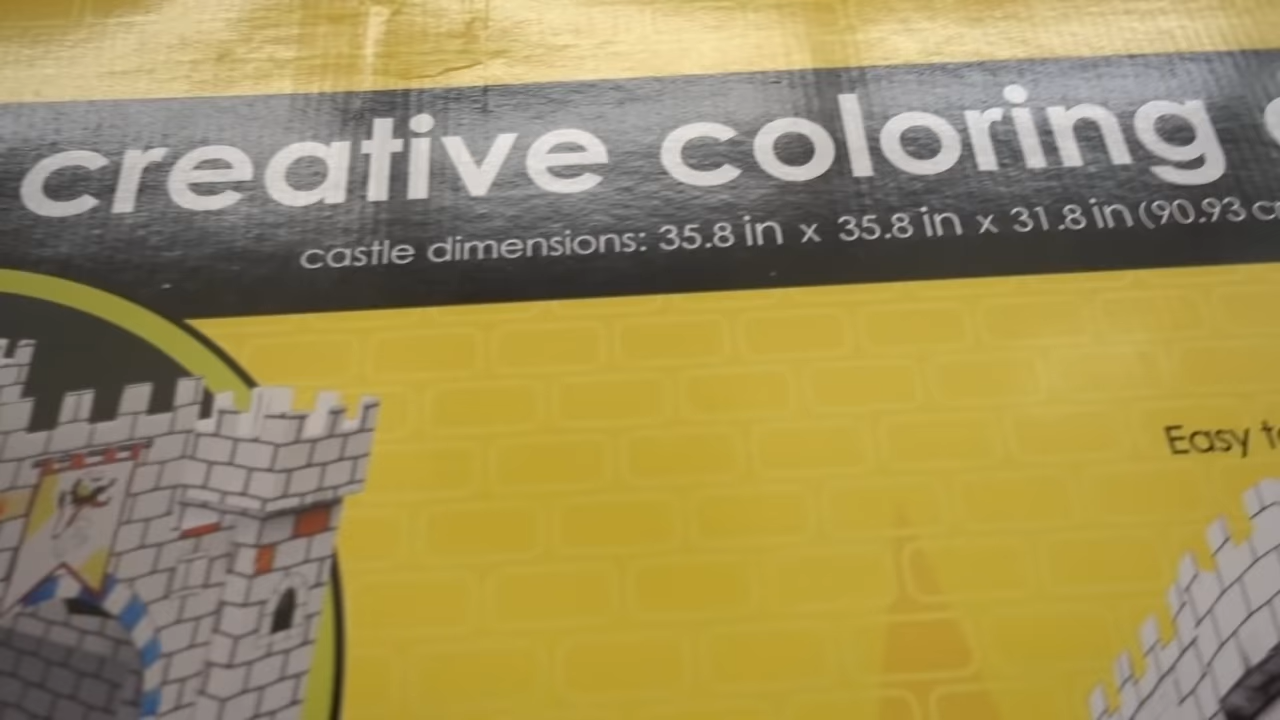 creative coloring
castle dimensions: 35.8 in x 35.8 in x 31.8 in (90.93
Easy